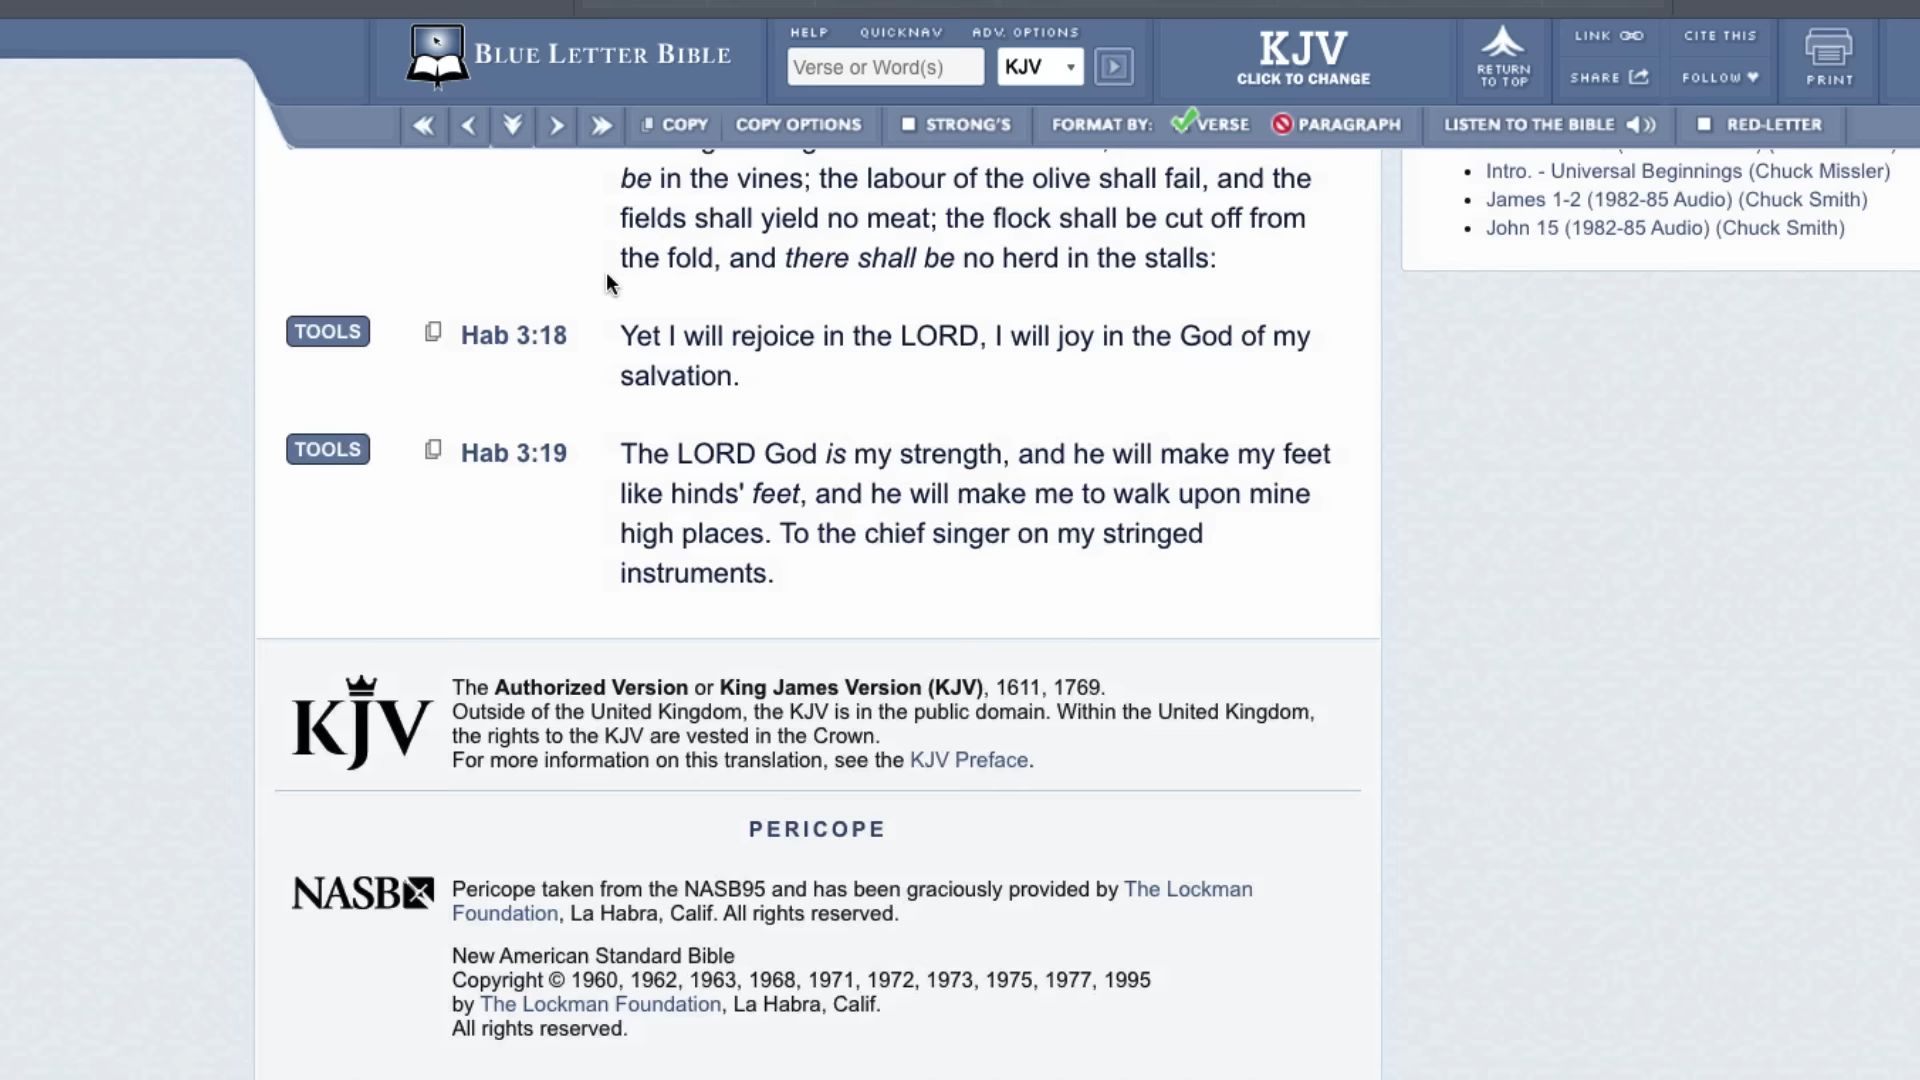 HELP QUICKNAV ADV. OPTIONS
BLUE LETTER BIBLE
Verse or Word(s)
KJV
KJV
CLICK TO CHANGE
RETURN
TO TOP
LINK
SHARE
CITE THIS
FOLLOW
PRINT
COPY
COPY OPTIONS
STRONG'S
FORMAT BY:
VERSE
PARAGRAPH
LISTEN TO THE BIBLE
RED-LETTER
be in the vines; the labour of the olive shall fail, and the
fields shall yield no meat; the flock shall be cut off from
the fold, and there shall be no herd in the stalls:
TOOLS
Hab 3:18
Yet I will rejoice in the LORD, I will joy in the God of my
salvation.
TOOLS
Hab 3:19
The LORD God is my strength, and he will make my feet
like hinds' feet, and he will make me to walk upon mine
high places. To the chief singer on my stringed
instruments.
Intro. - Universal Beginnings (Chuck Missler)
James 1-2 (1982-85 Audio) (Chuck Smith)
John 15 (1982-85 Audio) (Chuck Smith)
KJV
The Authorized Version or King James Version (KJV), 1611, 1769.
Outside of the United Kingdom, the KJV is in the public domain. Within the United Kingdom,
the rights to the KJV are vested in the Crown.
For more information on this translation, see the KJV Preface.
PERICOPE
NASB
Pericope taken from the NASB95 and has been graciously provided by The Lockman
Foundation, La Habra, Calif. All rights reserved.
New American Standard Bible
Copyright © 1960, 1962, 1963, 1968, 1971, 1972, 1973, 1975, 1977, 1995
by The Lockman Foundation, La Habra, Calif.
All rights reserved.